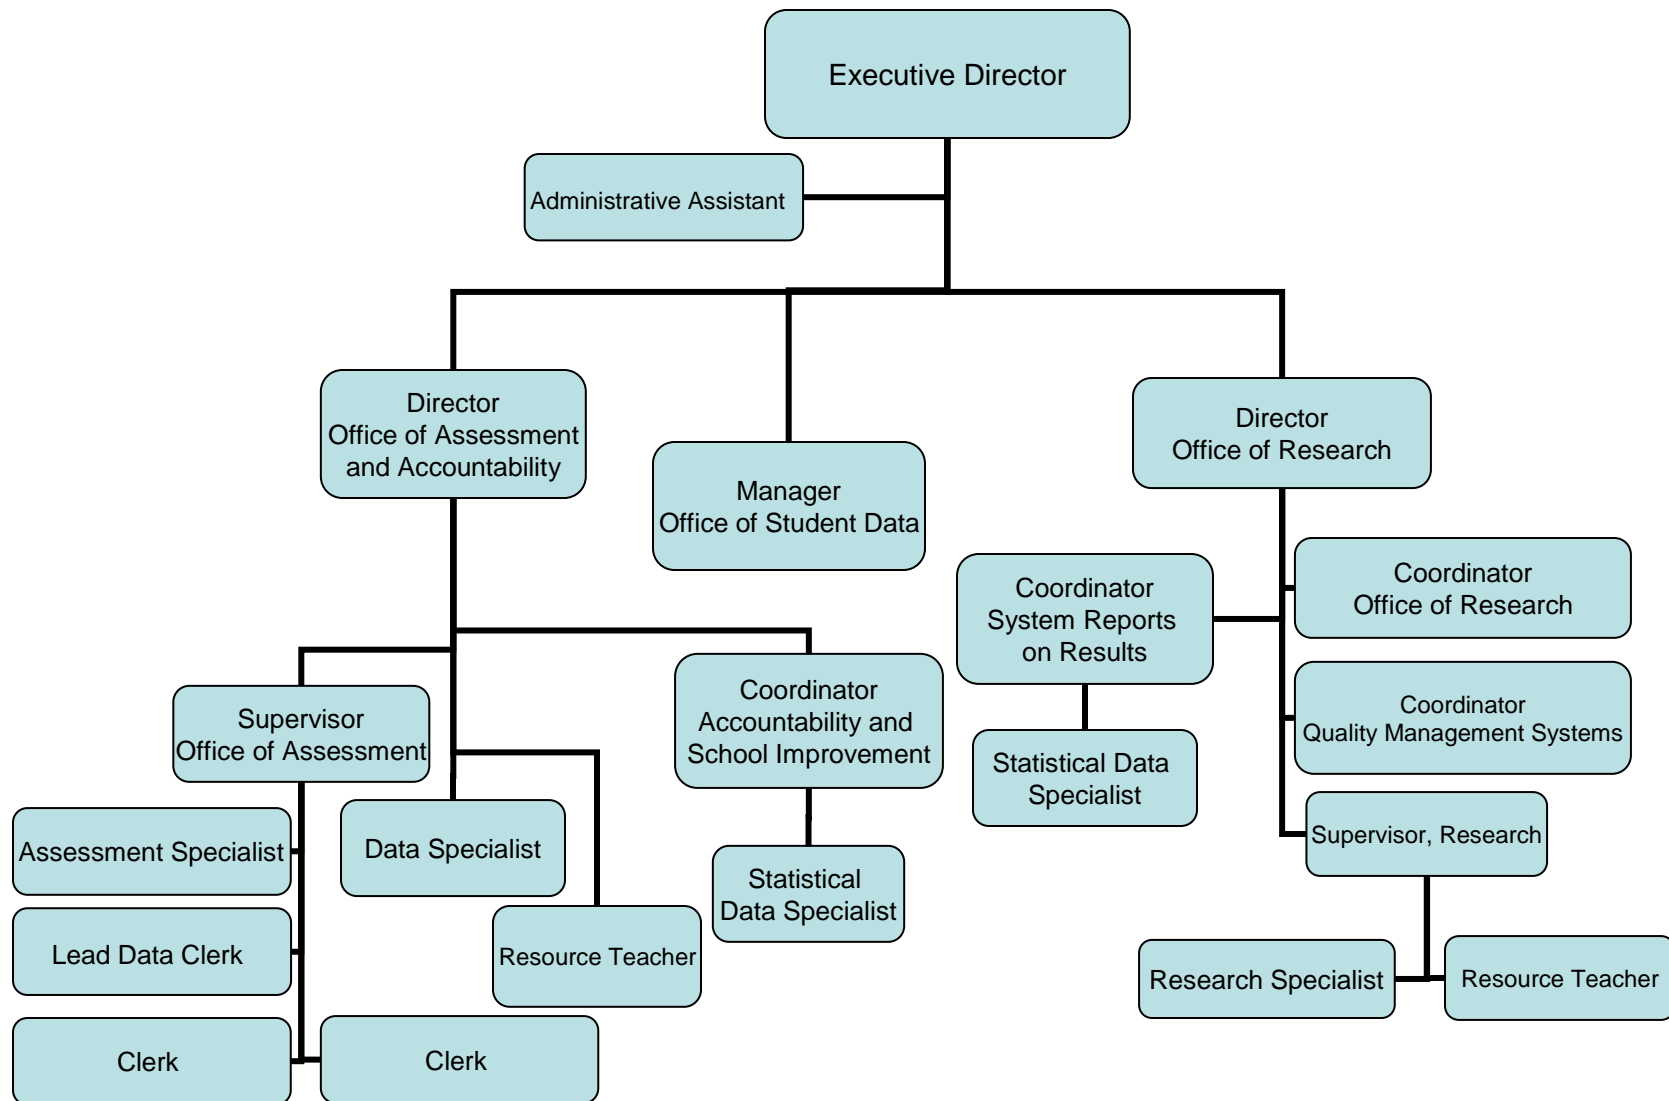 Executive Director
Administrative Assistant
Director
Office of Assessment
and Accountability
Manager
Office of Student Data
Director
Office of Research
Coordinator
Office of Research
Coordinator
System Reports
on Results
Coordinator
Quality Management Systems
Supervisor
Office of Assessment
Coordinator
Accountability and
School Improvement
Statistical Data
Specialist
Supervisor, Research
Assessment Specialist
Data Specialist
Statistical
Data Specialist
Lead Data Clerk
Resource Teacher
Research Specialist
Resource Teacher
Clerk
Clerk